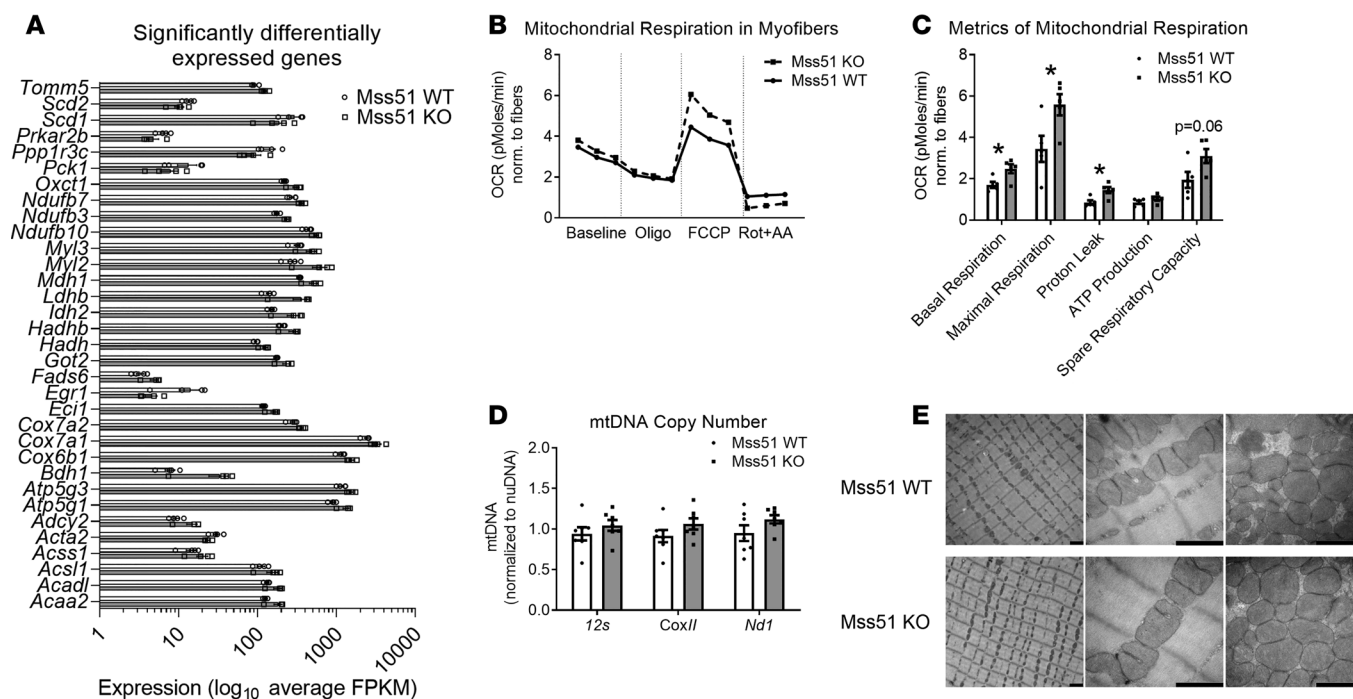 A
Significantly differentially
expressed genes
Mss51 WT
Mss51 KO
Tomm5
Scd2
Scd1
Prkar2b
Ppp1r3c
Pck1
Oxct1
Ndufb7
Ndufb3
Ndufb10
Myl3
Myl2
Mdh1
Ldhb
Idh2
Hadhb
Hadh
Got2
Fads6
Egr1
Eci1
Cox7a2
Cox7a1
Cox6b1
Bdh1
Atp5g3
Atp5g1
Adcy2
Acta2
Acss1
Acsl1
Acadl
Acaa2
1 10 100 1000 10000
Expression (log10 average FPKM)
B
Mitochondrial Respiration in Myofibers
Mss51 KO
Mss51 WT
OCR (pMoles/min)
norm. to fibers
8
6
4
2
0
Baseline Oligo FCCP Rot+AA
C
Metrics of Mitochondrial Respiration
Mss51 WT
Mss51 KO
OCR (pMoles/min)
norm. to fibers
8
6
4
2
0
* * * p=0.06
Basal Respiration
Maximal Respiration
Proton Leak
ATP Production
Spare Respiratory Capacity
D
mtDNA Copy Number
Mss51 WT
Mss51 KO
mtDNA
(normalized to nuDNA)
2.0
1.5
1.0
0.5
0.0
12s CoxII Nd1
E
Mss51 WT
Mss51 KO